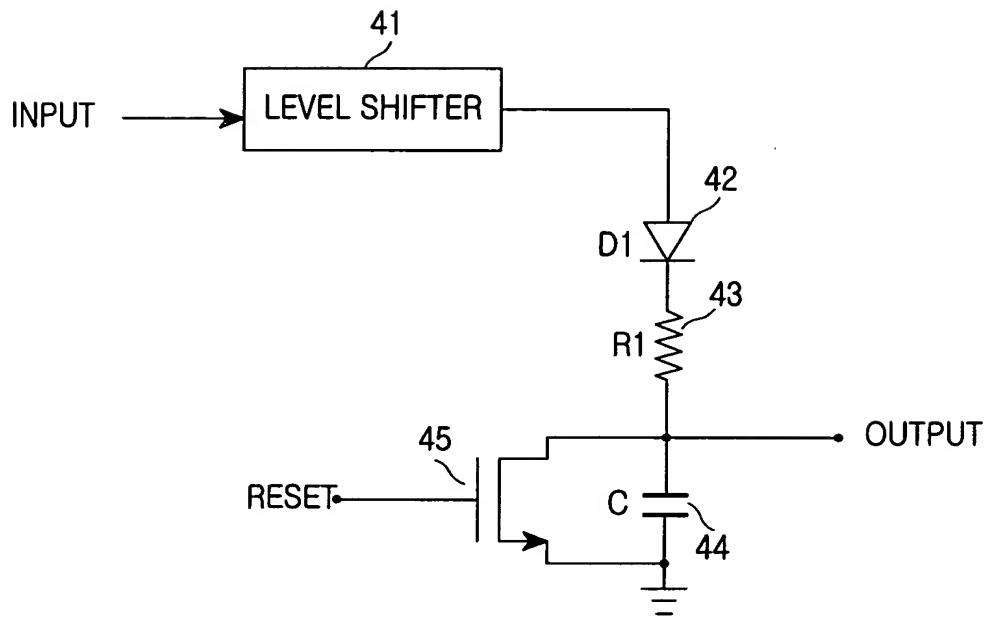 41
INPUT
LEVEL SHIFTER
42
D1
43
R1
45
OUTPUT
RESET
C
44